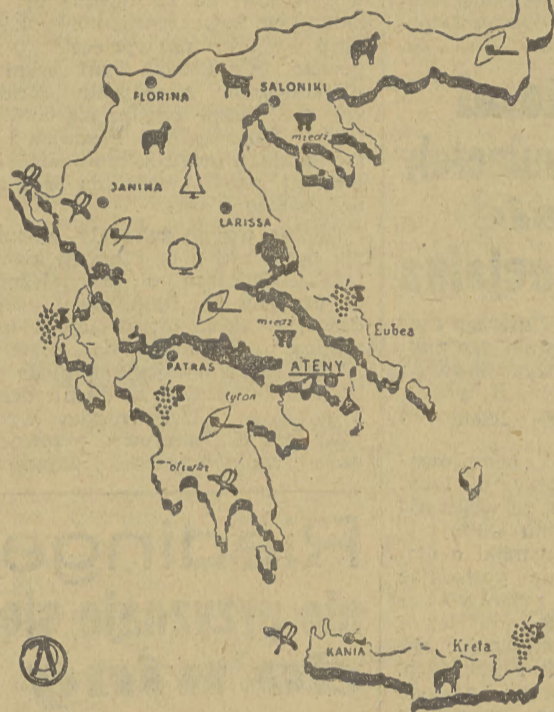 FLORINA
SALONIKI
miedź
JANINA
LARISSA
miedź
Eubea
PATRAS
ATENY
tytoń
oliwki
KANIA
Kreta